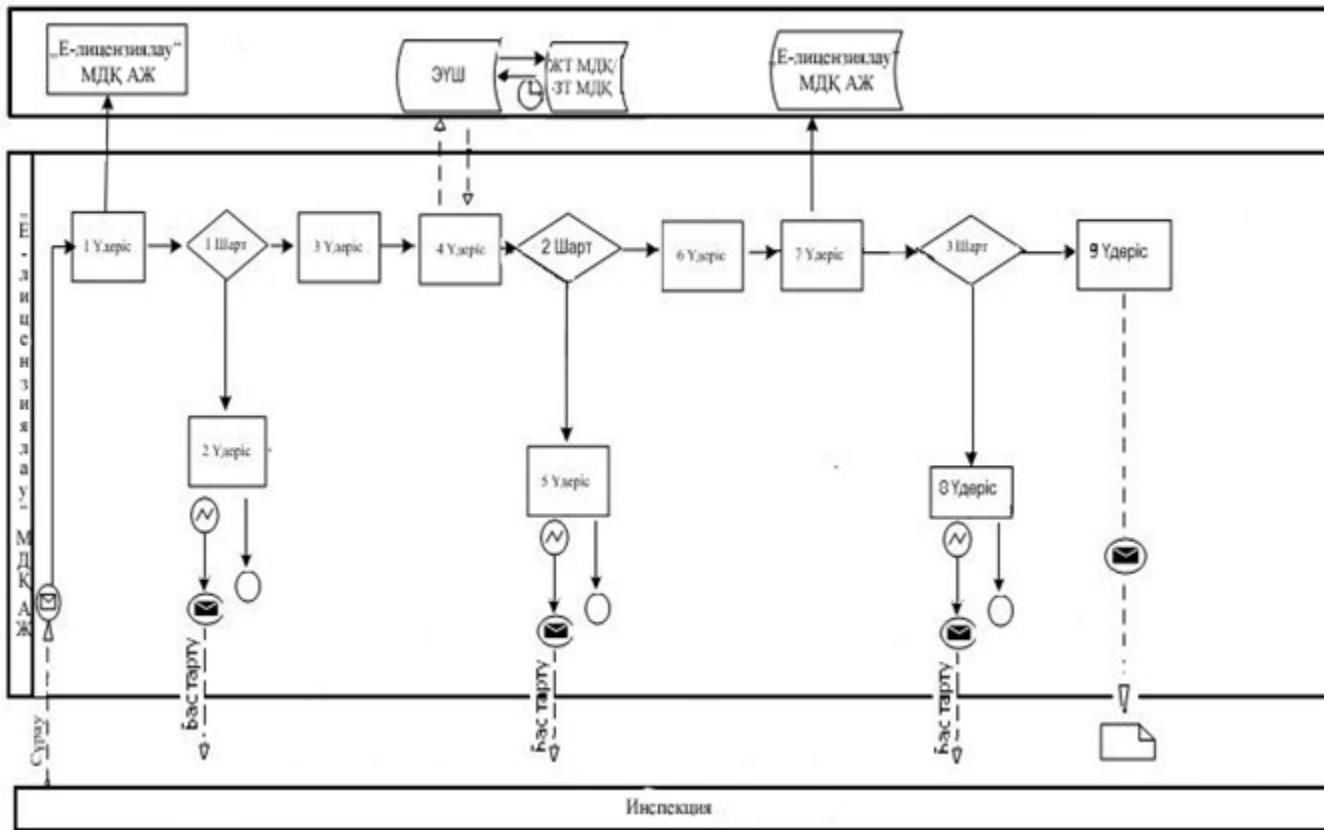 „Е-лицензиялау“
МДҚ АЖ
ЭҮШ
ЖТ МДҚ/
ЗТ МДҚ
„Е-лицензиялау“
МДҚ АЖ
"Е-лицензиялау" МДҚ АЖ
1 Үдеріс
1 Шарт
3 Үдеріс
4 Үдеріс
2 Шарт
6 Үдеріс
7 Үдеріс
3 Шарт
9 Үдеріс
2 Үдеріс
5 Үдеріс
8 Үдеріс
Сұрау
Бас тарту
Бас тарту
Бас тарту
Инспекция